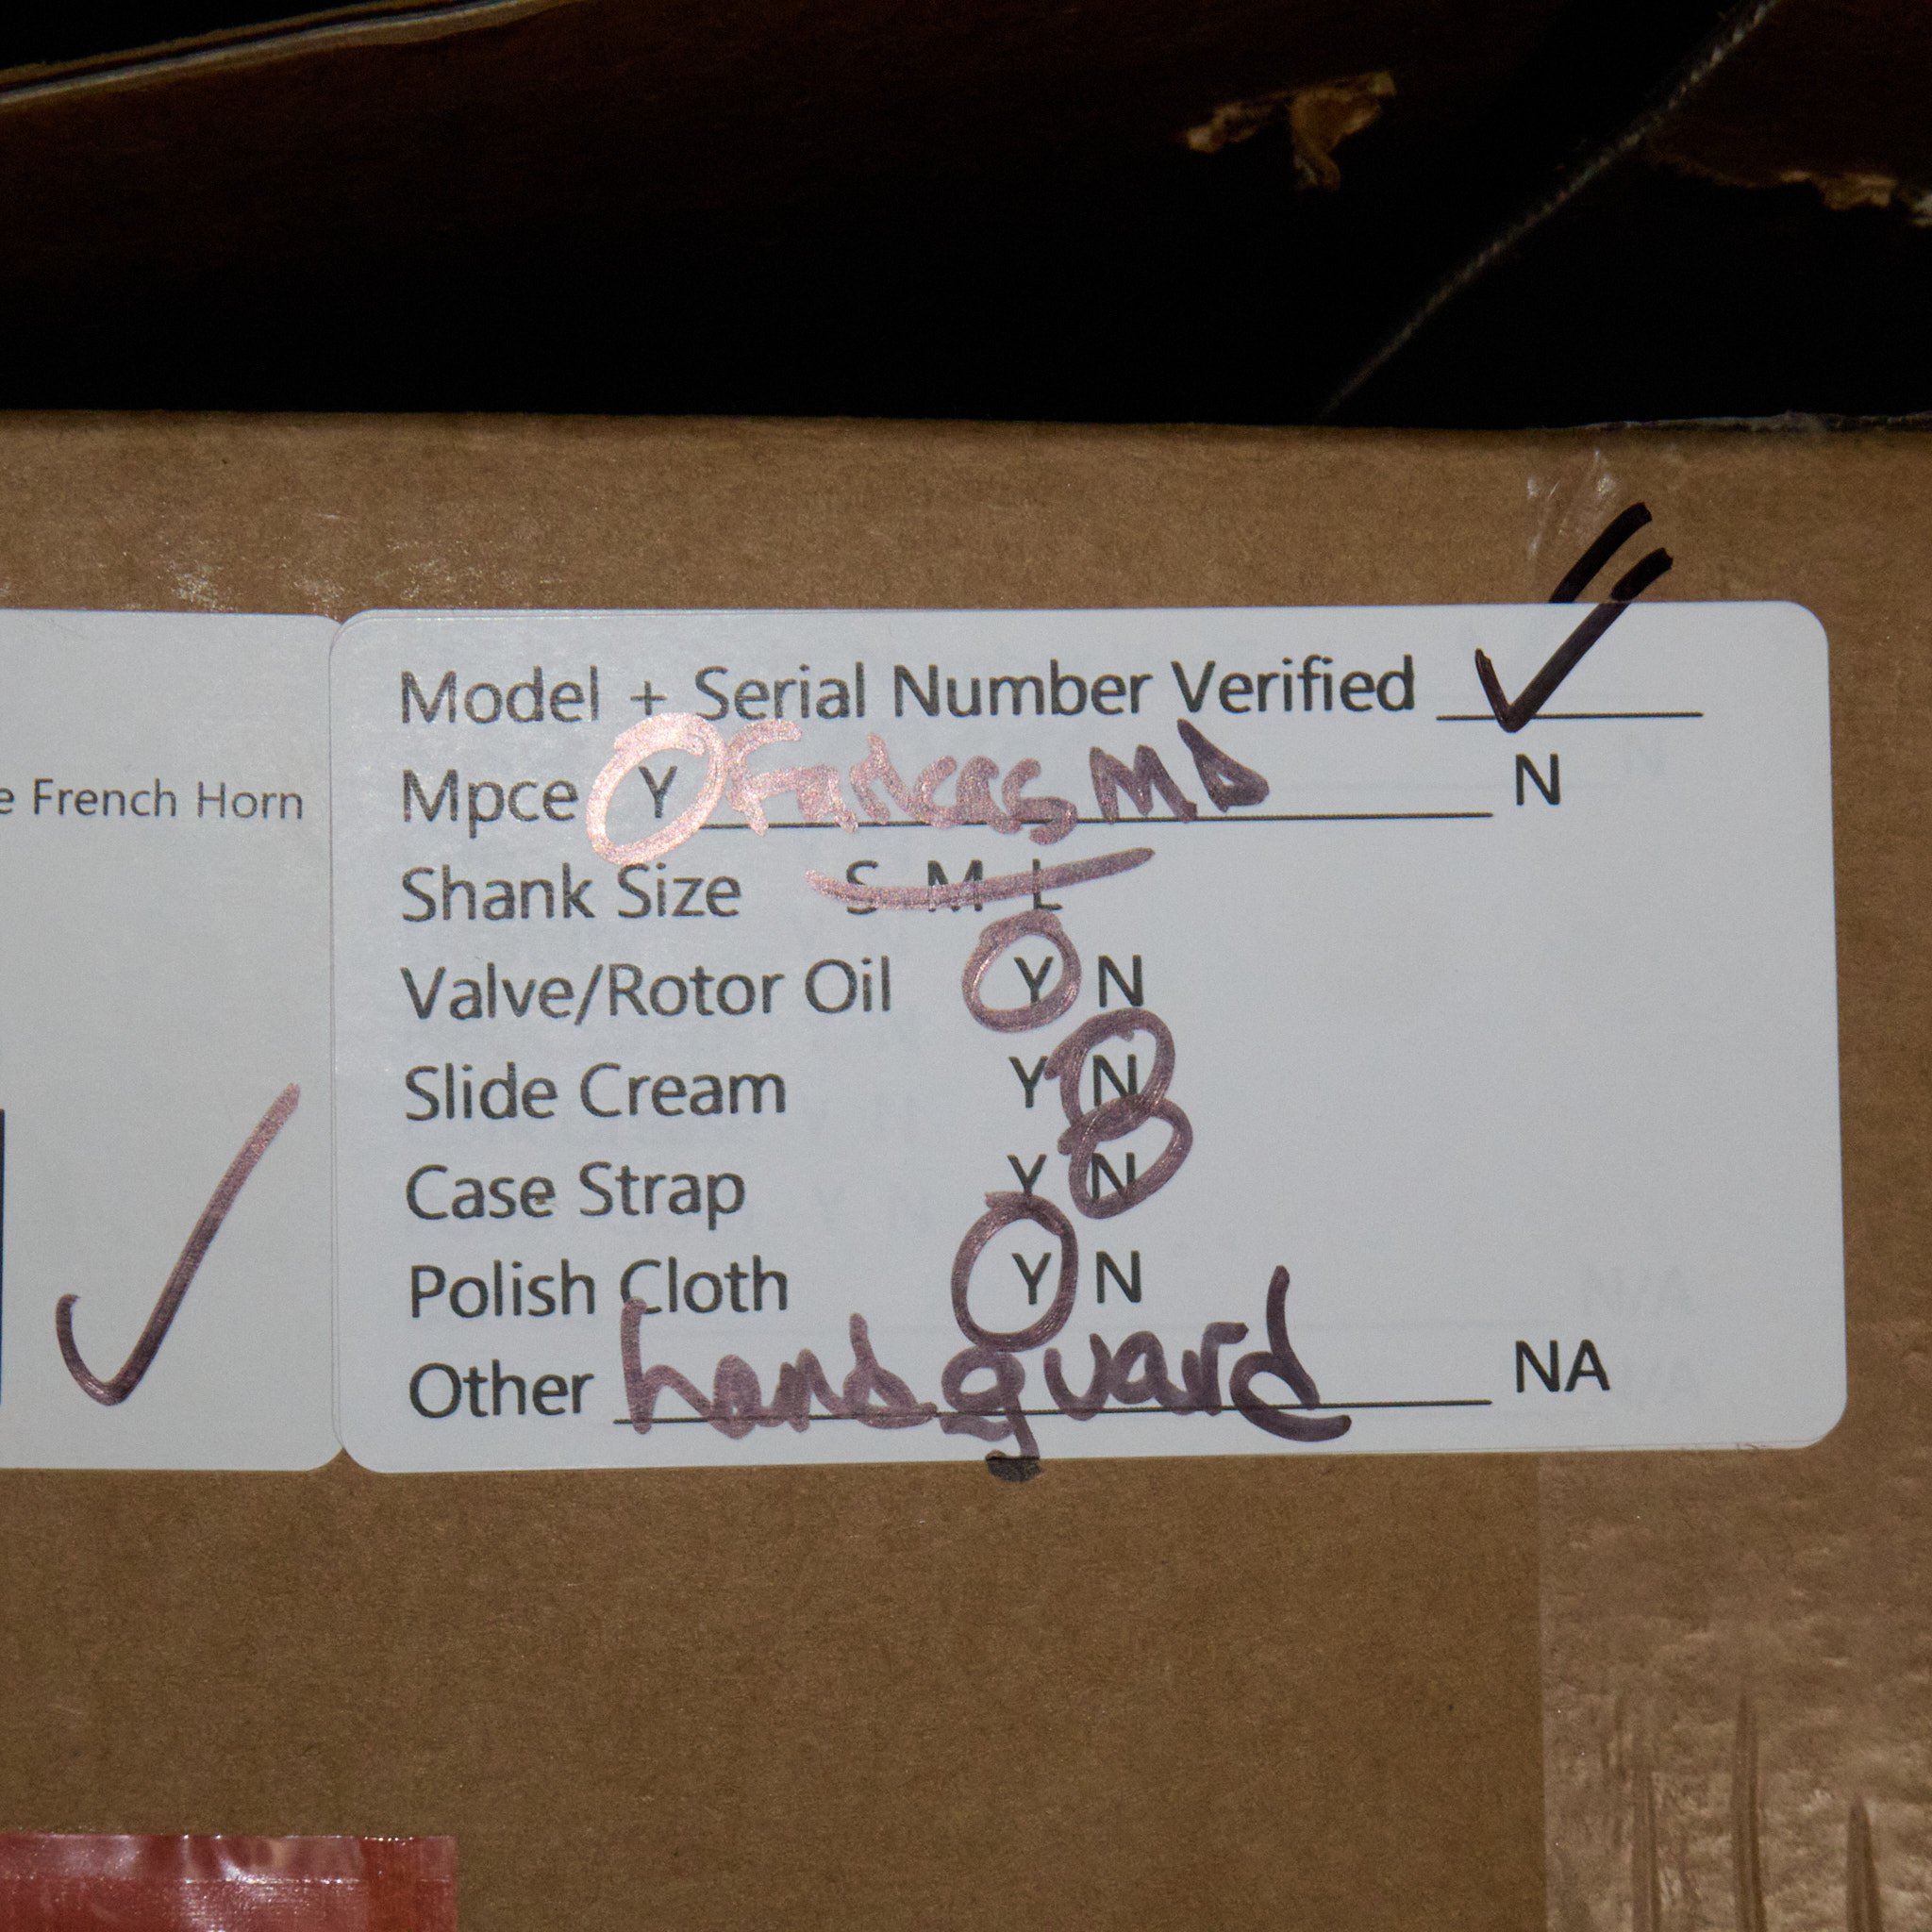 e French Horn
Model + Serial Number Verified
Mpce Y Farkas MD N
Shank Size S M L
Valve/Rotor Oil Y N
Slide Cream Y N
Case Strap Y N
Polish Cloth Y N
Other handguard NA